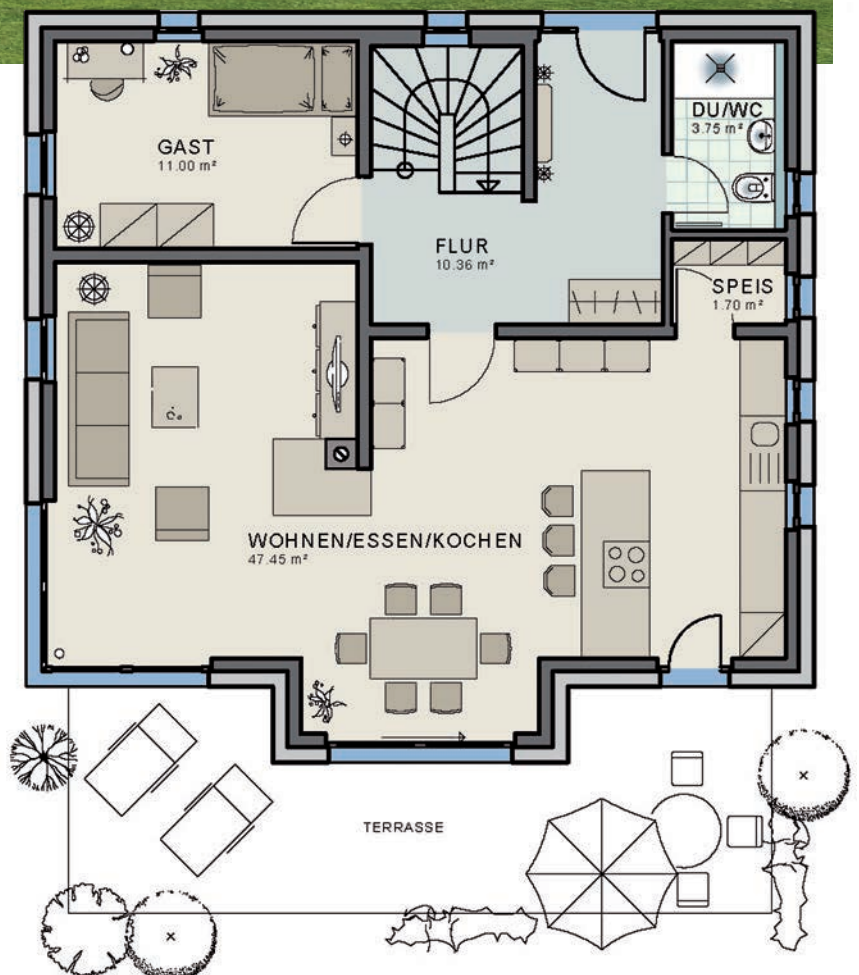 GAST
11.00 m²
DU/WC
3.75 m²
FLUR
10.36 m²
SPEIS
1.70 m²
WOHNEN/ESSEN/KOCHEN
47.45 m²
TERRASSE